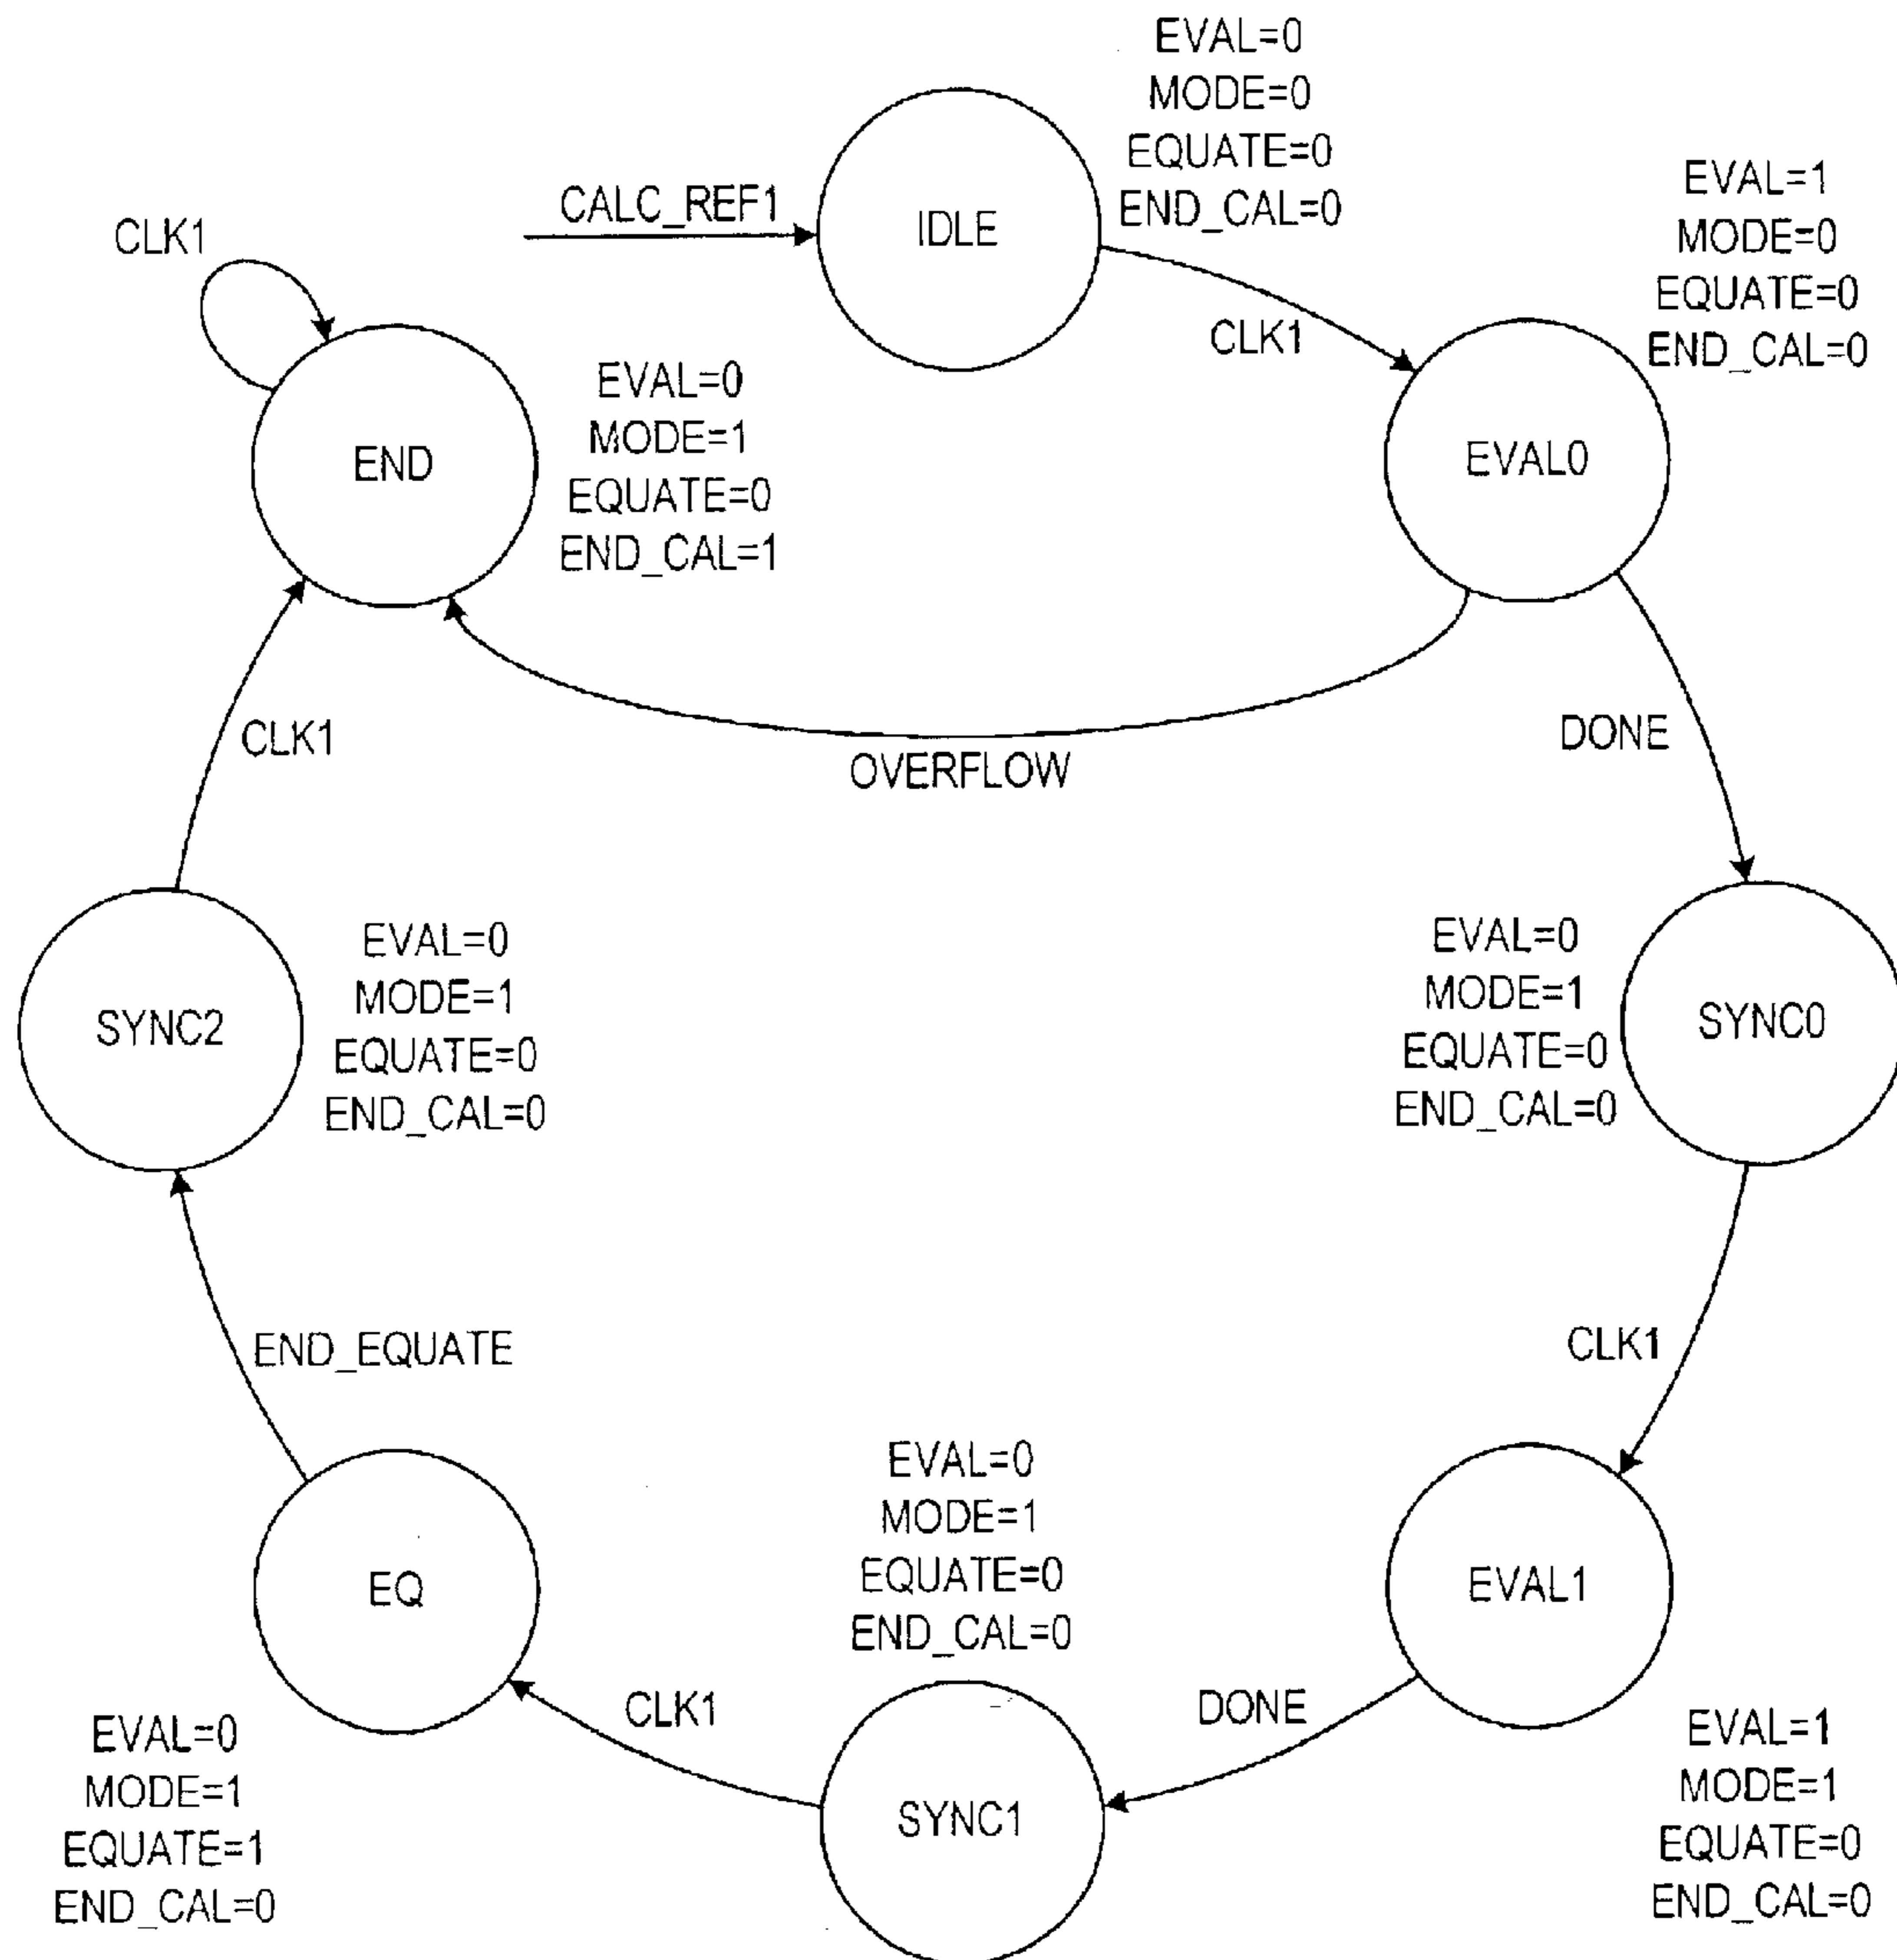 EVAL=0
MODE=0
EQUATE=0
END_CAL=0
CALC_REF1
IDLE
CLK1
EVAL=1
MODE=0
EQUATE=0
END_CAL=0
CLK1
EVAL=0
MODE=1
EQUATE=0
END_CAL=1
END
EVAL0
OVERFLOW
DONE
CLK1
SYNC2
EVAL=0
MODE=1
EQUATE=0
END_CAL=0
EVAL=0
MODE=1
EQUATE=0
END_CAL=0
SYNC0
END_EQUATE
CLK1
EVAL=0
MODE=1
EQUATE=0
END_CAL=0
EQ
EVAL1
CLK1
DONE
SYNC1
EVAL=0
MODE=1
EQUATE=1
END_CAL=0
EVAL=1
MODE=1
EQUATE=0
END_CAL=0